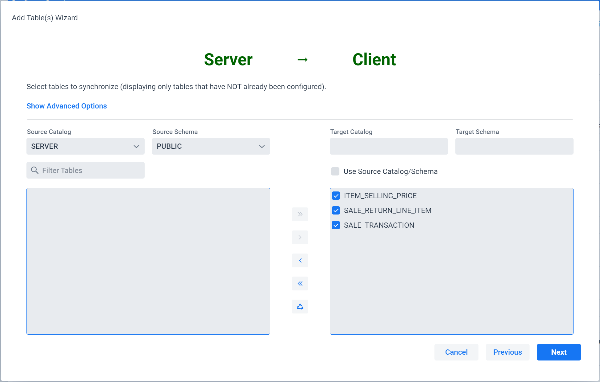 Add Table(s) Wizard
Server → Client
Select tables to synchronize (displaying only tables that have NOT already been configured).
Show Advanced Options
Source Catalog Source Schema Target Catalog Target Schema
SERVER PUBLIC
Filter Tables Use Source Catalog/Schema
ITEM_SELLING_PRICE
SALE_RETURN_LINE_ITEM
SALE_TRANSACTION
Cancel Previous Next